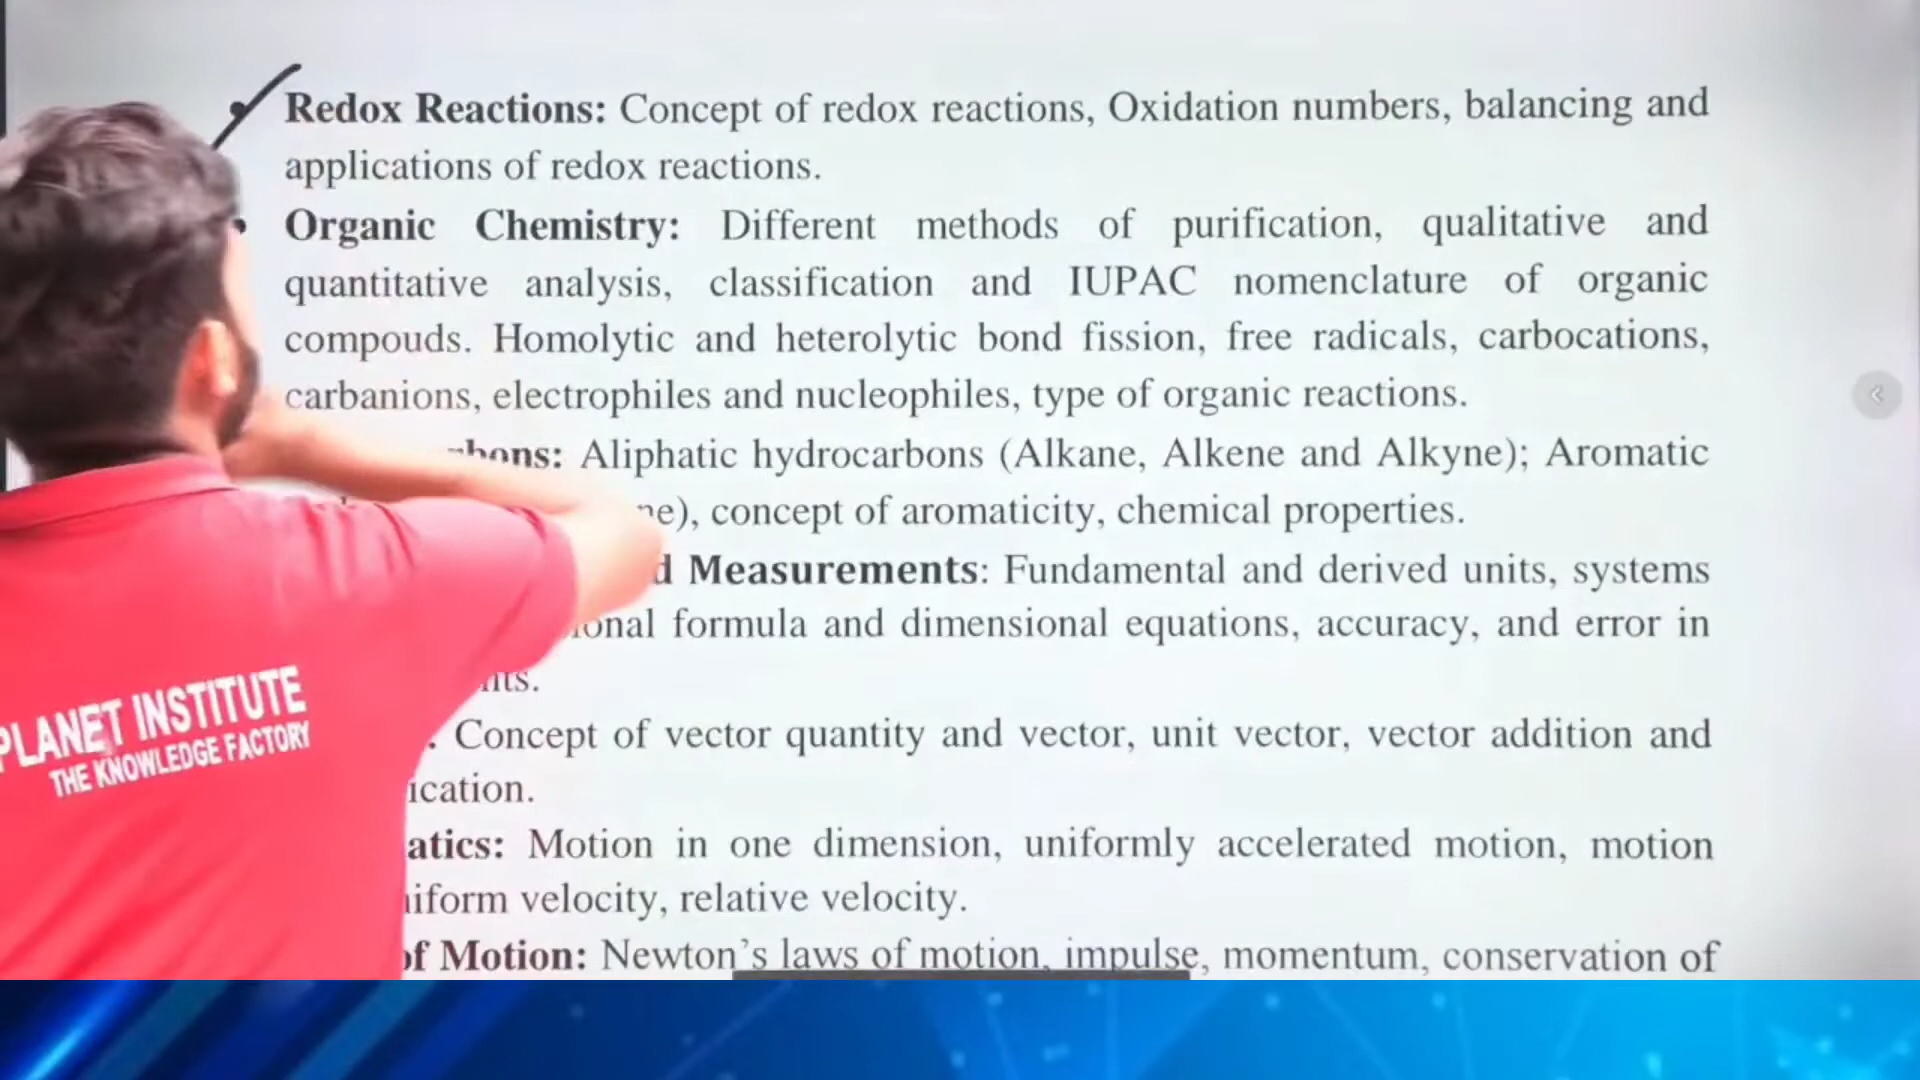 Redox Reactions: Concept of redox reactions, Oxidation numbers, balancing and
applications of redox reactions.
Organic Chemistry: Different methods of purification, qualitative and
quantitative analysis, classification and IUPAC nomenclature of organic
compouds. Homolytic and heterolytic bond fission, free radicals, carbocations,
carbanions, electrophiles and nucleophiles, type of organic reactions.
Aliphatic hydrocarbons (Alkane, Alkene and Alkyne); Aromatic
concept of aromaticity, chemical properties.
Measurements: Fundamental and derived units, systems
formula and dimensional equations, accuracy, and error in
Concept of vector quantity and vector, unit vector, vector addition and
Motion in one dimension, uniformly accelerated motion, motion
velocity, relative velocity.
of Motion: Newton's laws of motion, impulse, momentum, conservation of
PLANET INSTITUTE
THE KNOWLEDGE FACTORY